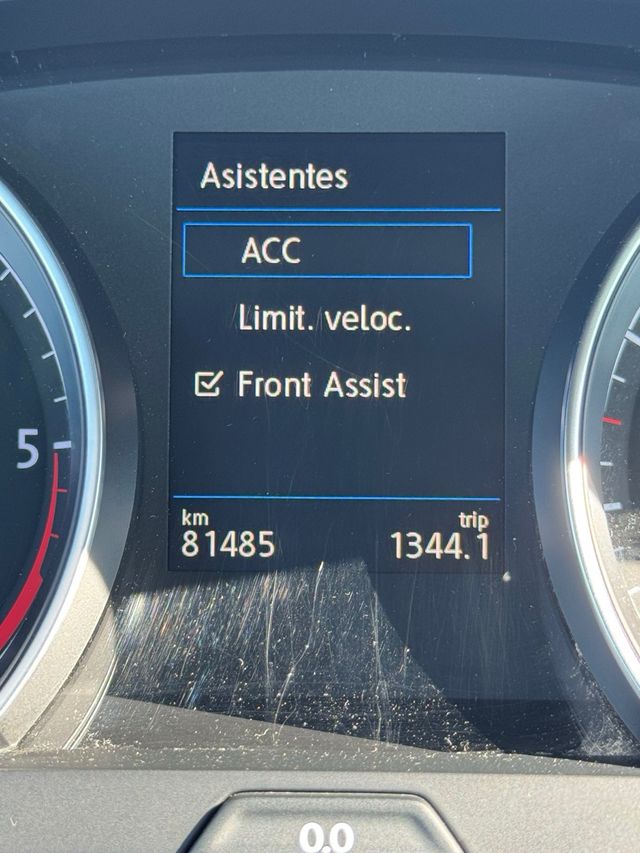 Asistentes
ACC
Limit. veloc.
Front Assist
5
km trip
81485 1344.1
0.0